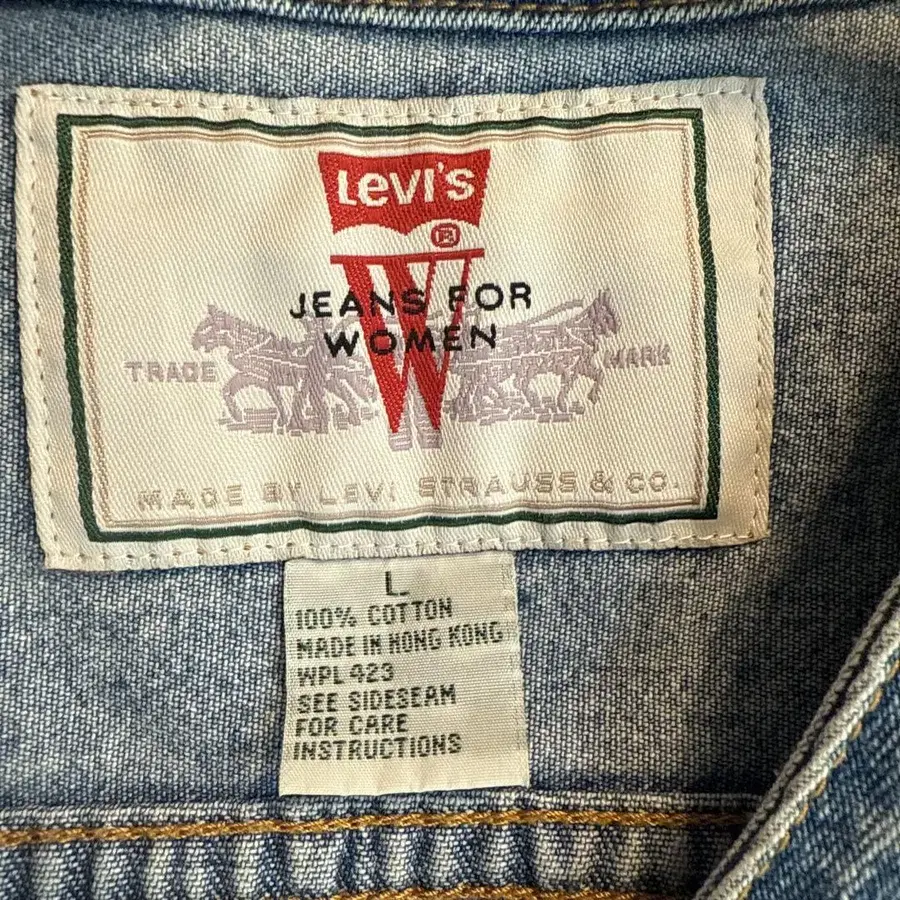 Levi's
®
W
JEANS FOR
WOMEN
TRADE MARK
MADE BY LEVI STRAUSS & CO.
L
100% COTTON
MADE IN HONG KONG
WPL 423
SEE SIDESEAM
FOR CARE
INSTRUCTIONS